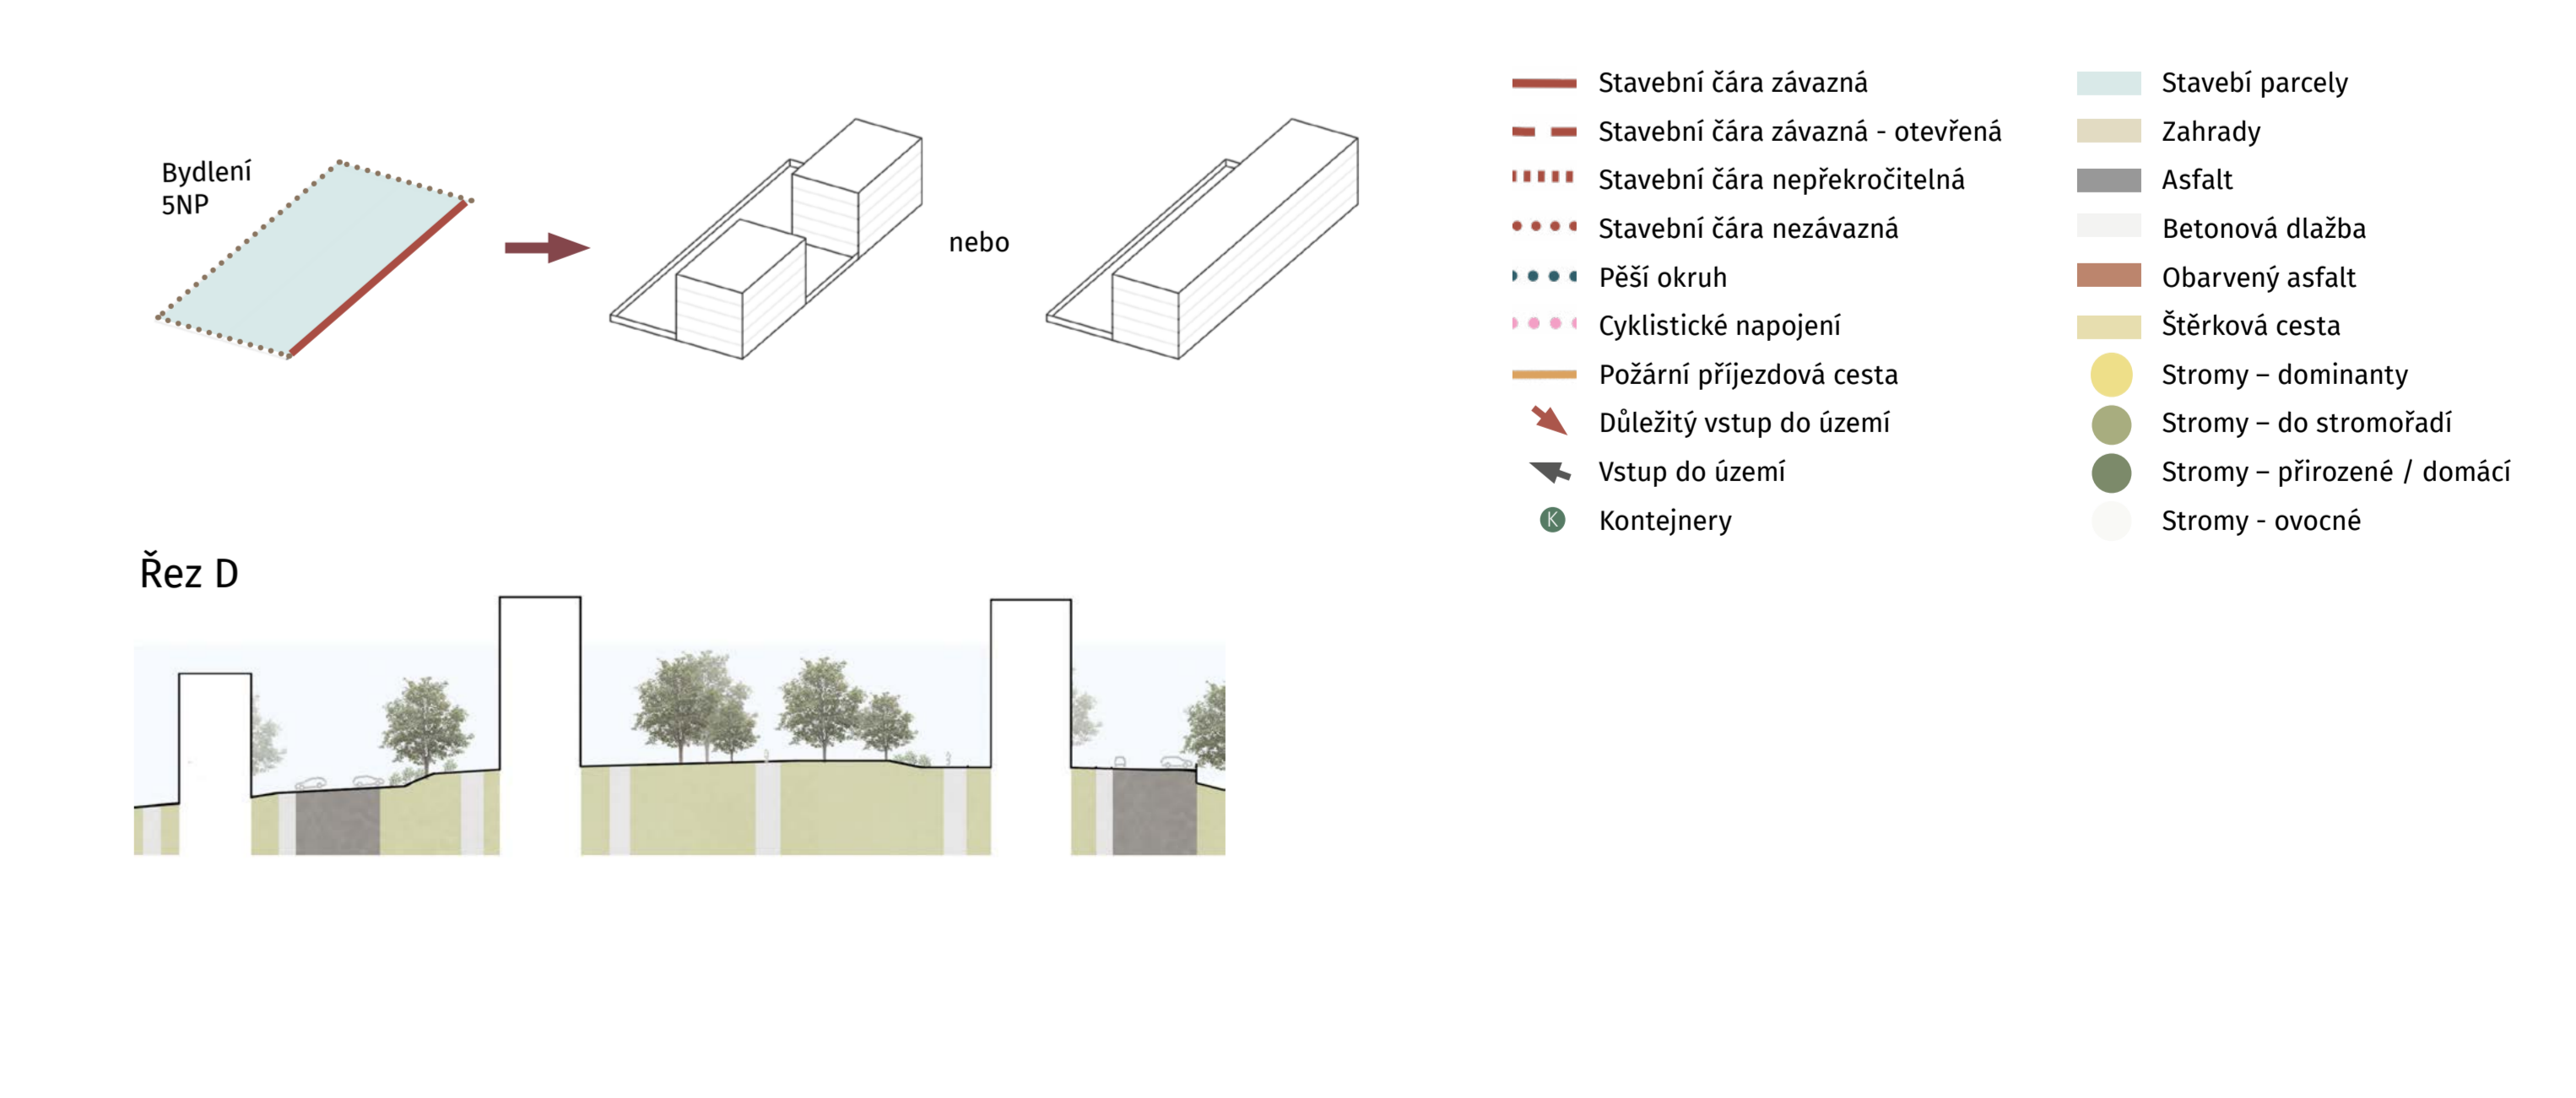 Bydlení
5NP
nebo
Stavební čára závazná
Stavební čára závazná - otevřená
Stavební čára nepřekročitelná
Stavební čára nezávazná
Pěší okruh
Cyklistické napojení
Požární příjezdová cesta
Důležitý vstup do území
Vstup do území
K
Kontejnery
Stavebí parcely
Zahrady
Asfalt
Betonová dlažba
Obarvený asfalt
Štěrková cesta
Stromy – dominanty
Stromy – do stromořadí
Stromy – přirozené / domácí
Stromy - ovocné
Řez D